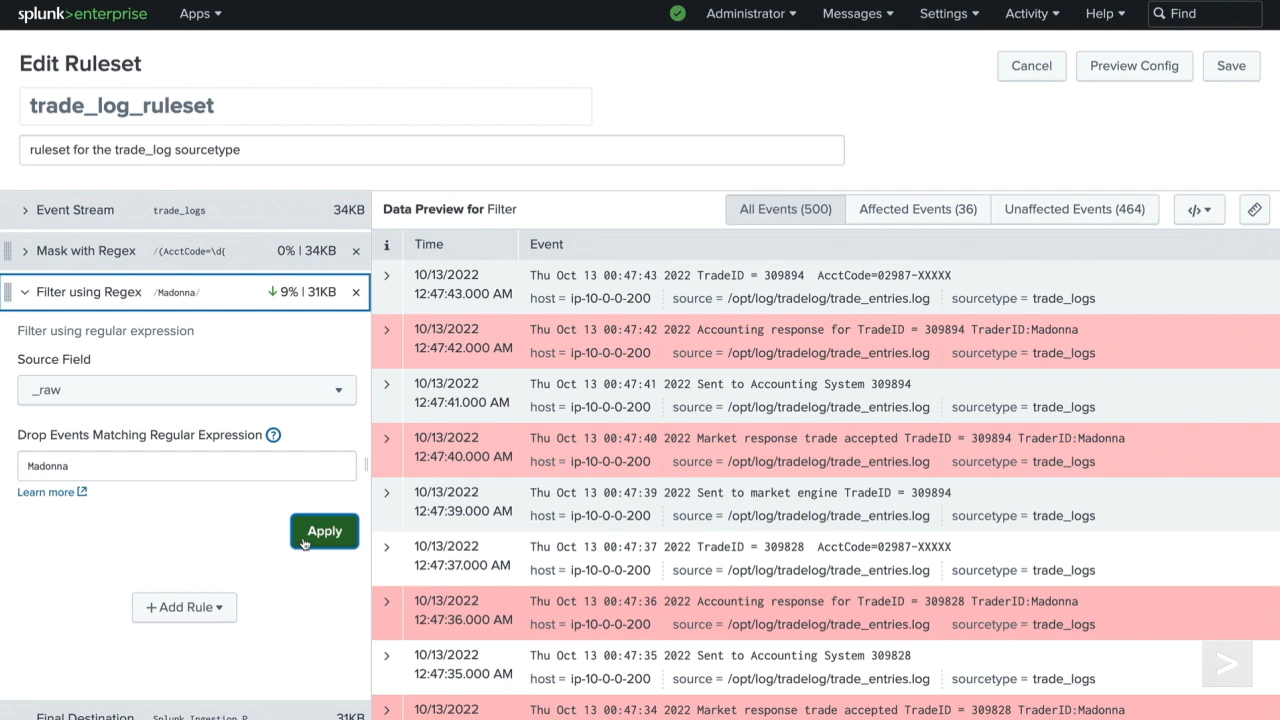 splunk>enterprise Apps Administrator Messages Settings Activity Help Find
Edit Ruleset
Cancel Preview Config Save
trade_log_ruleset
ruleset for the trade_log sourcetype
Event Stream trade_logs 34KB
Mask with Regex /(AcctCode=\d{ 0% | 34KB
Filter using Regex /Madonna/ 9% | 31KB
Filter using regular expression
Source Field
_raw
Drop Events Matching Regular Expression
Madonna
Learn more
Apply
+ Add Rule
Final Destination Splunk Ingestion P 31KB
Data Preview for Filter All Events (500) Affected Events (36) Unaffected Events (464)
i Time Event
10/13/2022
12:47:43.000 AM
Thu Oct 13 00:47:43 2022 TradeID = 309894 AcctCode=02987-XXXXX
host = ip-10-0-0-200 source = /opt/log/tradelog/trade_entries.log sourcetype = trade_logs
10/13/2022
12:47:42.000 AM
Thu Oct 13 00:47:42 2022 Accounting response for TradeID = 309894 TraderID:Madonna
host = ip-10-0-0-200 source = /opt/log/tradelog/trade_entries.log sourcetype = trade_logs
10/13/2022
12:47:41.000 AM
Thu Oct 13 00:47:41 2022 Sent to Accounting System 309894
host = ip-10-0-0-200 source = /opt/log/tradelog/trade_entries.log sourcetype = trade_logs
10/13/2022
12:47:40.000 AM
Thu Oct 13 00:47:40 2022 Market response trade accepted TradeID = 309894 TraderID:Madonna
host = ip-10-0-0-200 source = /opt/log/tradelog/trade_entries.log sourcetype = trade_logs
10/13/2022
12:47:39.000 AM
Thu Oct 13 00:47:39 2022 Sent to market engine TradeID = 309894
host = ip-10-0-0-200 source = /opt/log/tradelog/trade_entries.log sourcetype = trade_logs
10/13/2022
12:47:37.000 AM
Thu Oct 13 00:47:37 2022 TradeID = 309828 AcctCode=02987-XXXXX
host = ip-10-0-0-200 source = /opt/log/tradelog/trade_entries.log sourcetype = trade_logs
10/13/2022
12:47:36.000 AM
Thu Oct 13 00:47:36 2022 Accounting response for TradeID = 309828 TraderID:Madonna
host = ip-10-0-0-200 source = /opt/log/tradelog/trade_entries.log sourcetype = trade_logs
10/13/2022
12:47:35.000 AM
Thu Oct 13 00:47:35 2022 Sent to Accounting System 309828
host = ip-10-0-0-200 source = /opt/log/tradelog/trade_entries.log sourcetype = trade_logs
10/13/2022
Thu Oct 13 00:47:34 2022 Market response trade accepted TradeID = 309828 TraderID:Madonna